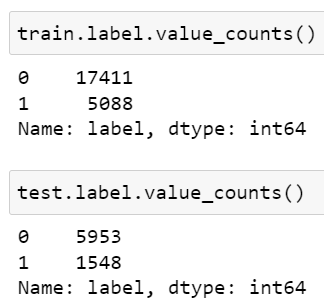 train.label.value_counts()
0    17411
1     5088
Name: label, dtype: int64
test.label.value_counts()
0    5953
1    1548
Name: label, dtype: int64